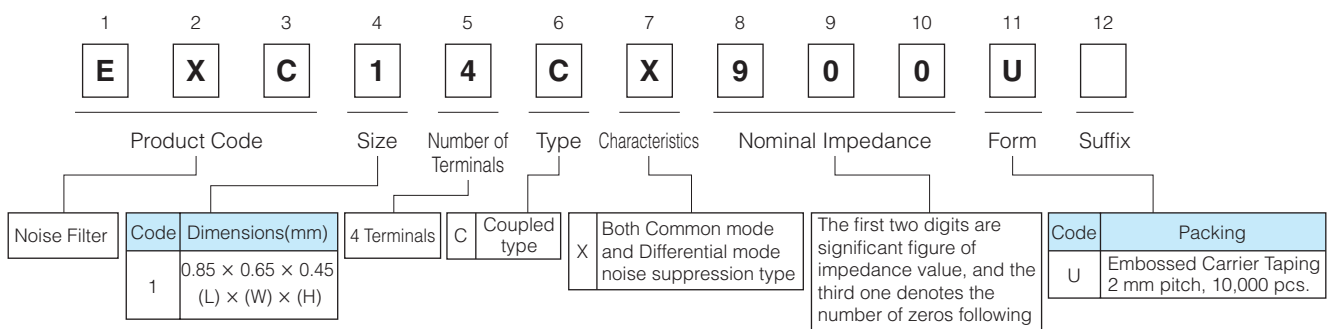 1 2 3 4 5 6 7 8 9 10 11 12
E X C 1 4 C X 9 0 0 U
Product Code Size Number of Terminals Type Characteristics Nominal Impedance Form Suffix
Noise Filter
Code Dimensions(mm)
1 0.85 × 0.65 × 0.45
(L) × (W) × (H)
4 Terminals
C Coupled
type
X Both Common mode
and Differential mode
noise suppression type
The first two digits are
significant figure of
impedance value, and the
third one denotes the
number of zeros following
Code Packing
U Embossed Carrier Taping
2 mm pitch, 10,000 pcs.